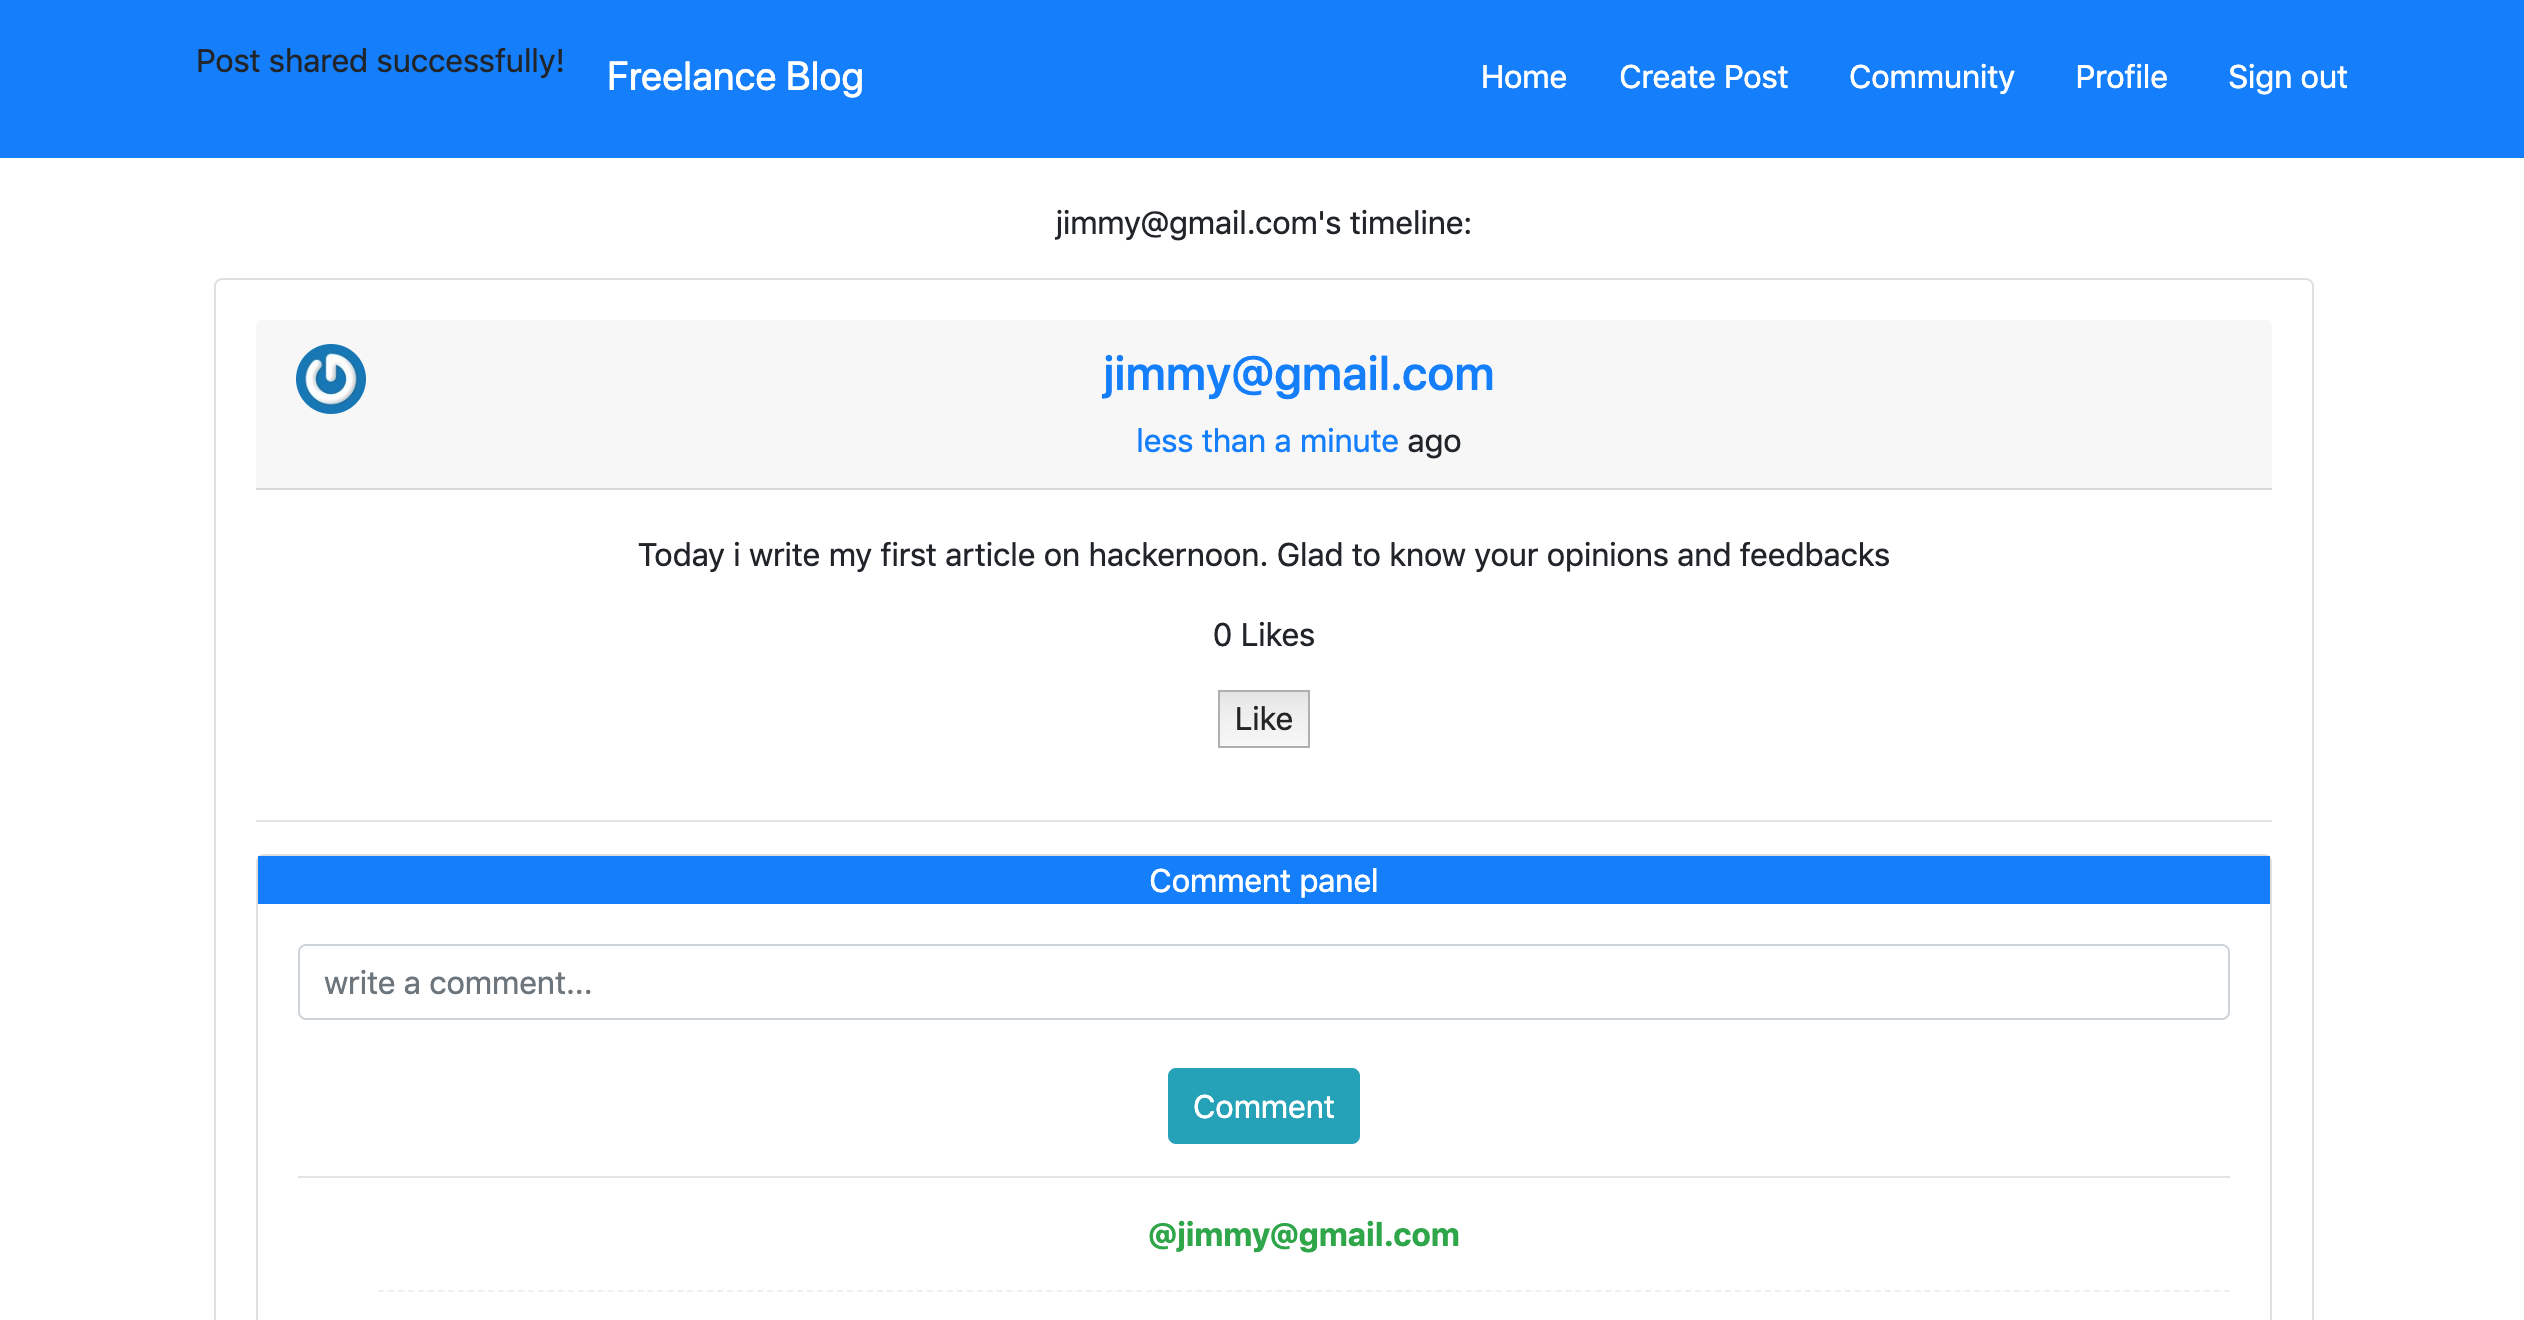 Post shared successfully!
Freelance Blog
Home
Create Post
Community
Profile
Sign out
jimmy@gmail.com's timeline:
jimmy@gmail.com
less than a minute ago
Today i write my first article on hackernoon. Glad to know your opinions and feedbacks
0 Likes
Like
Comment panel
write a comment...
Comment
@jimmy@gmail.com